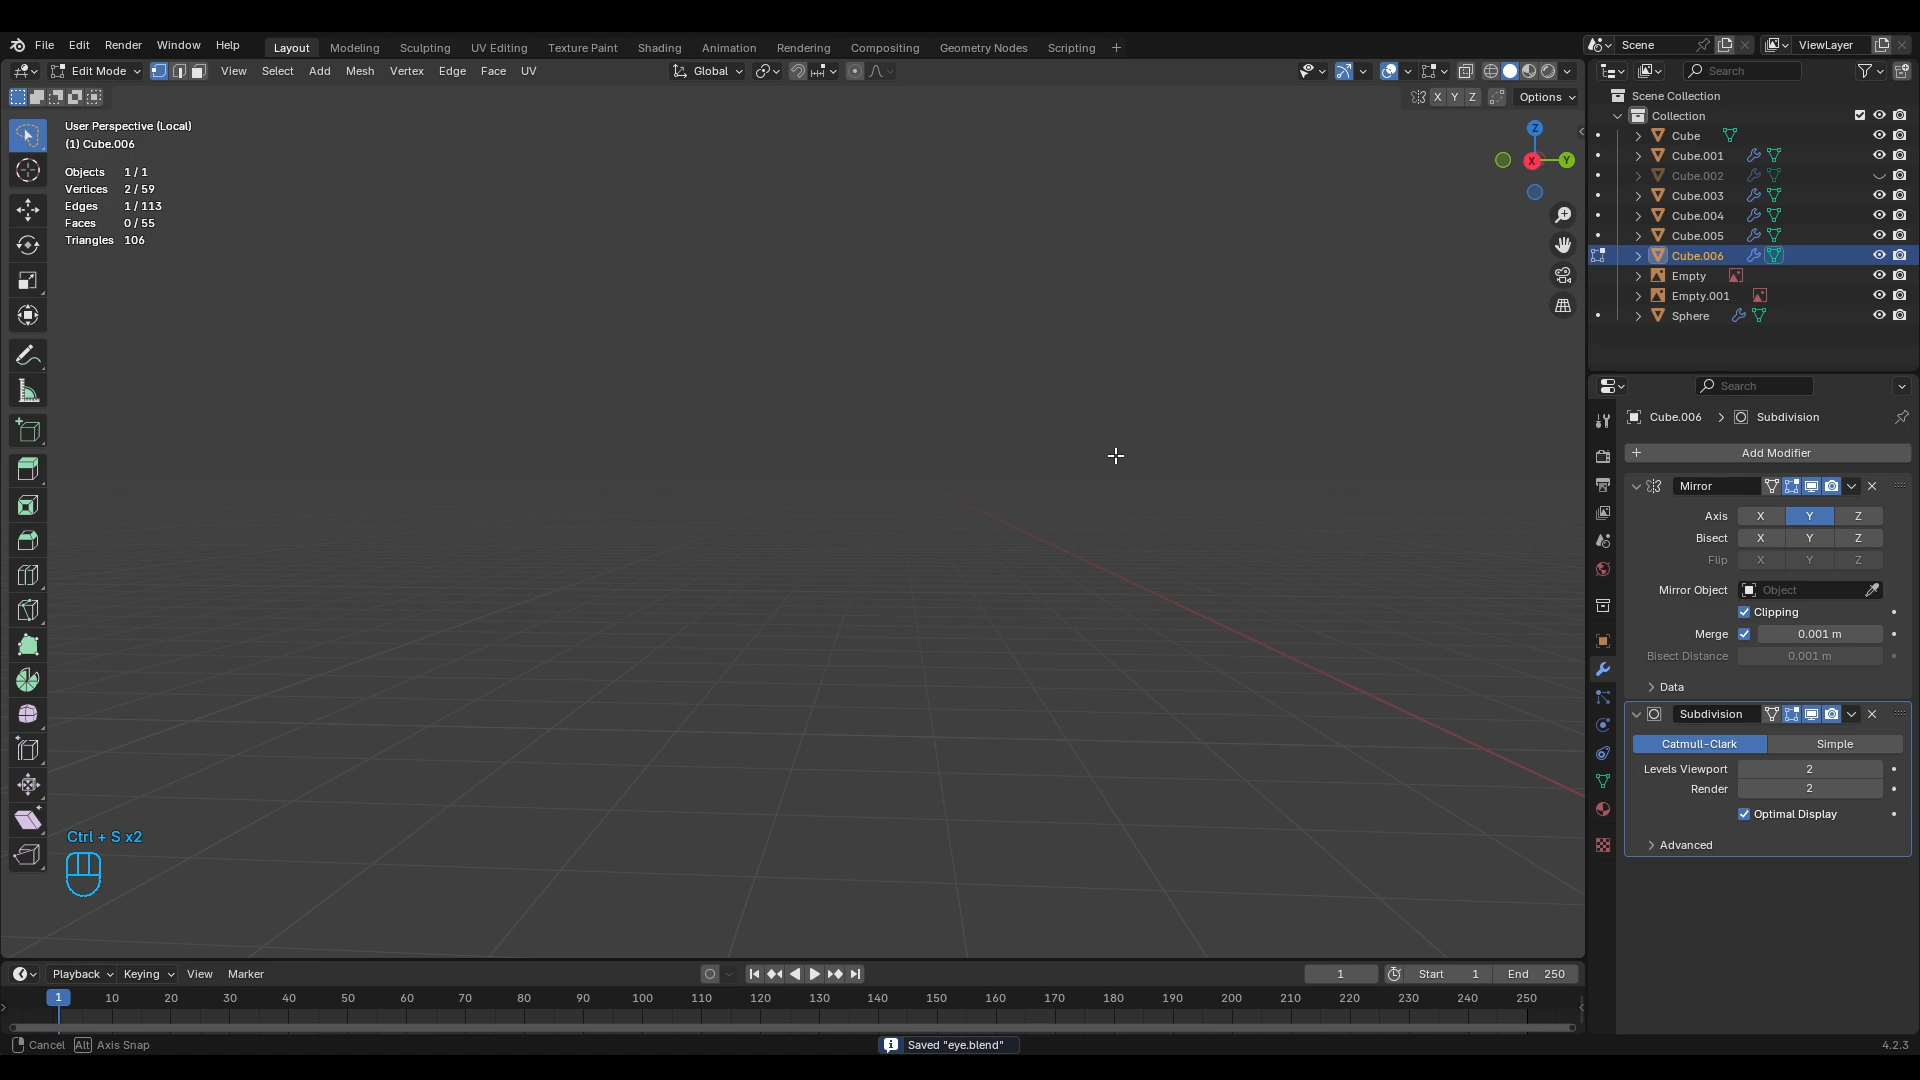 File Edit Render Window Help Layout Modeling Sculpting UV Editing Texture Paint Shading Animation Rendering Compositing Geometry Nodes Scripting + Scene ViewLayer
Edit Mode View Select Add Mesh Vertex Edge Face UV Global Search
X Y Z Options
User Perspective (Local)
(1) Cube.006
Objects 1 / 1
Vertices 2 / 59
Edges 1 / 113
Faces 0 / 55
Triangles 106
Z
X Y
Scene Collection
Collection
Cube
Cube.001
Cube.002
Cube.003
Cube.004
Cube.005
Cube.006
Empty
Empty.001
Sphere
Search
Cube.006 Subdivision
+ Add Modifier
Mirror
Axis X Y Z
Bisect X Y Z
Flip X Y Z
Mirror Object Object
Clipping
Merge 0.001 m
Bisect Distance 0.001 m
Data
Subdivision
Catmull-Clark Simple
Levels Viewport 2
Render 2
Optimal Display
Advanced
Ctrl + S x2
Playback Keying View Marker 1 Start 1 End 250
1 10 20 30 40 50 60 70 80 90 100 110 120 130 140 150 160 170 180 190 200 210 220 230 240 250
Cancel Alt Axis Snap Saved "eye.blend" 4.2.3